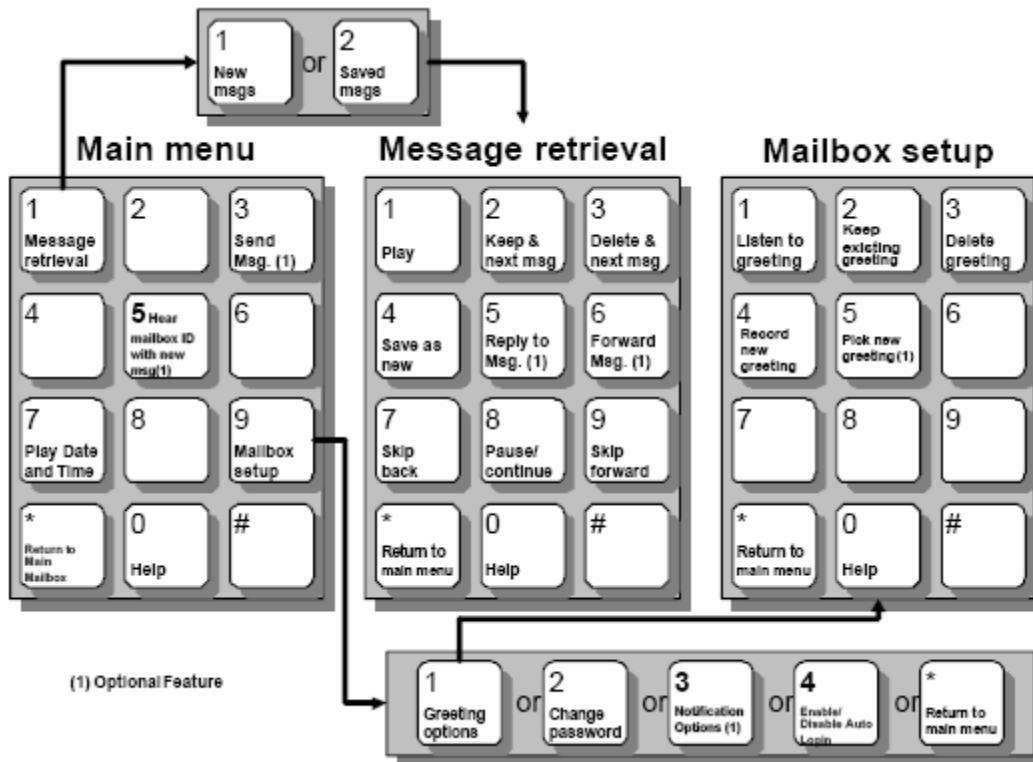 1
New
msgs
or
2
Saved
msgs
Main menu
1
Message
retrieval
2
3
Send
Msg. (1)
4
5 Hear
mailbox ID
with new
msg(1)
6
7
Play Date
and Time
8
9
Mailbox
setup
*
Return to
Main
Mailbox
0
Help
#
Message retrieval
1
Play
2
Keep &
next msg
3
Delete &
next msg
4
Save as
new
5
Reply to
Msg. (1)
6
Forward
Msg. (1)
7
Skip
back
8
Pause/
continue
9
Skip
forward
*
Return to
main menu
0
Help
#
Mailbox setup
1
Listen to
greeting
2
Keep
existing
greeting
3
Delete
greeting
4
Record
new
greeting
5
Pick new
greeting (1)
6
7
8
9
*
Return to
main menu
0
Help
#
(1) Optional Feature
1
Greeting
options
or
2
Change
password
or
3
Notification
Options (1)
or
4
Enable/
Disable Auto
Login
or
*
Return to
main menu